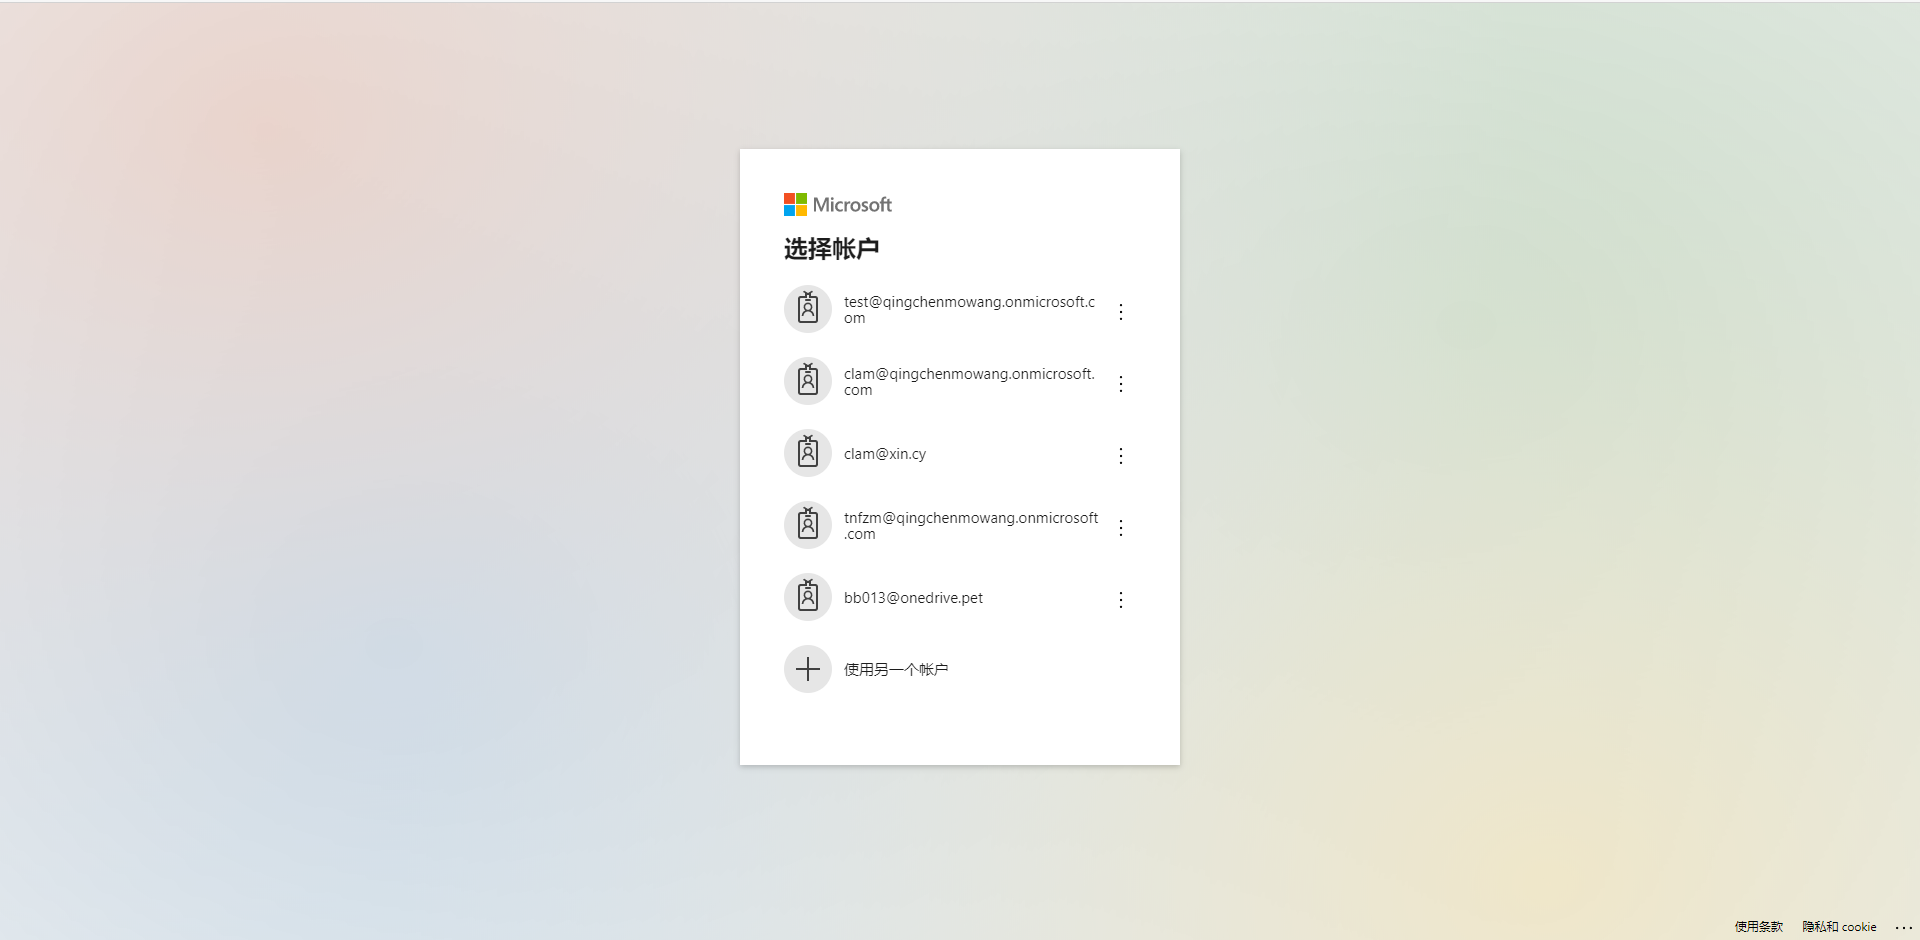 Microsoft
选择帐户
test@qingchenmowang.onmicrosoft.c
om
clam@qingchenmowang.onmicrosoft.
com
clam@xin.cy
tnfzm@qingchenmowang.onmicrosoft
.com
bb013@onedrive.pet
使用另一个帐户
使用条款 隐私和 cookie